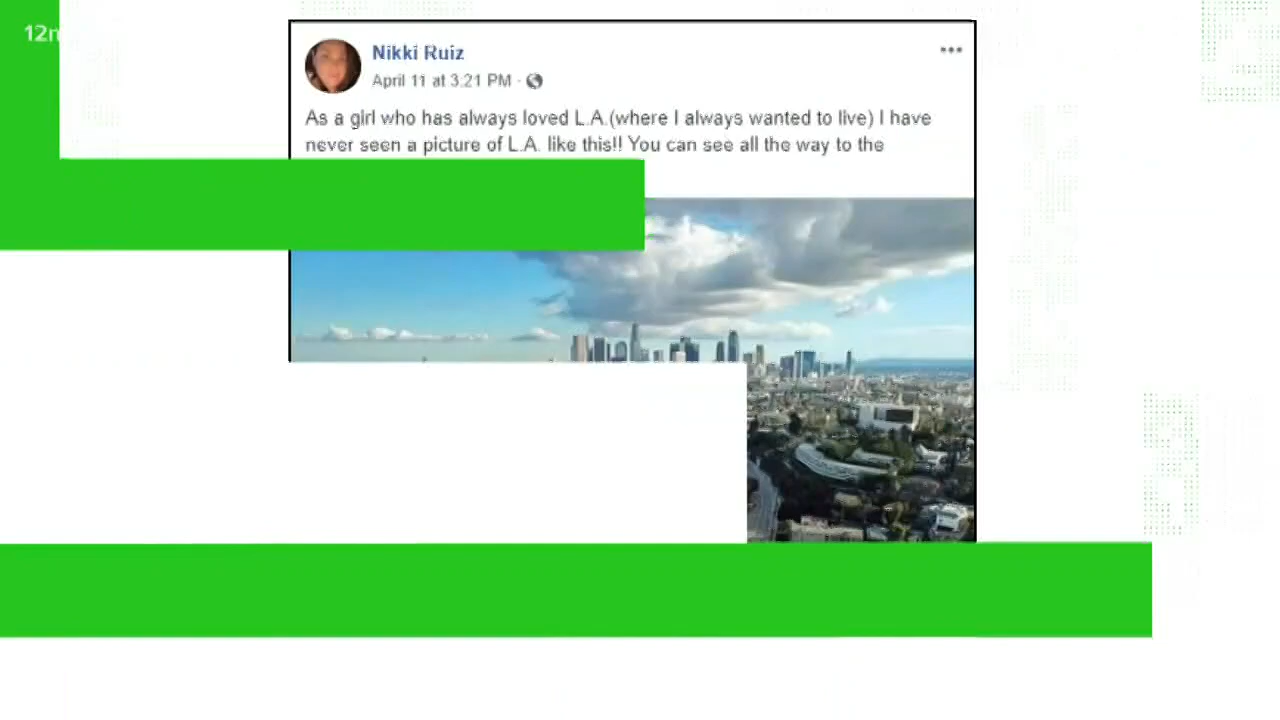 12n
Nikki Ruiz
April 11 at 3:21 PM ·
As a girl who has always loved L.A.(where I always wanted to live) I have
never seen a picture of L.A. like this!! You can see all the way to the